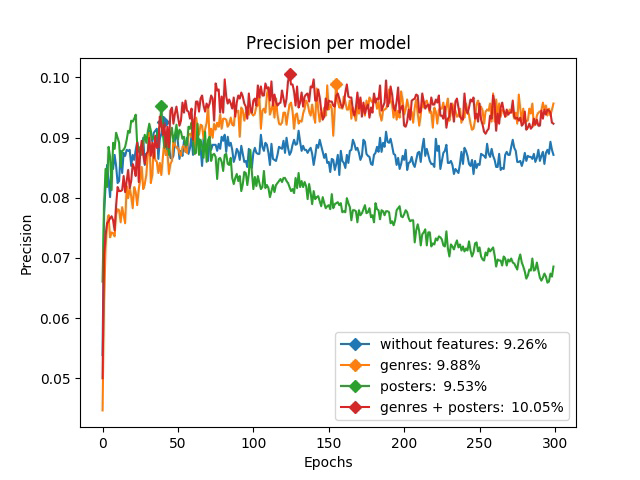 Precision per model
0.10
0.09
0.08
0.07
0.06
0.05
Precision
without features: 9.26%
genres: 9.88%
posters: 9.53%
genres + posters: 10.05%
0 50 100 150 200 250 300
Epochs